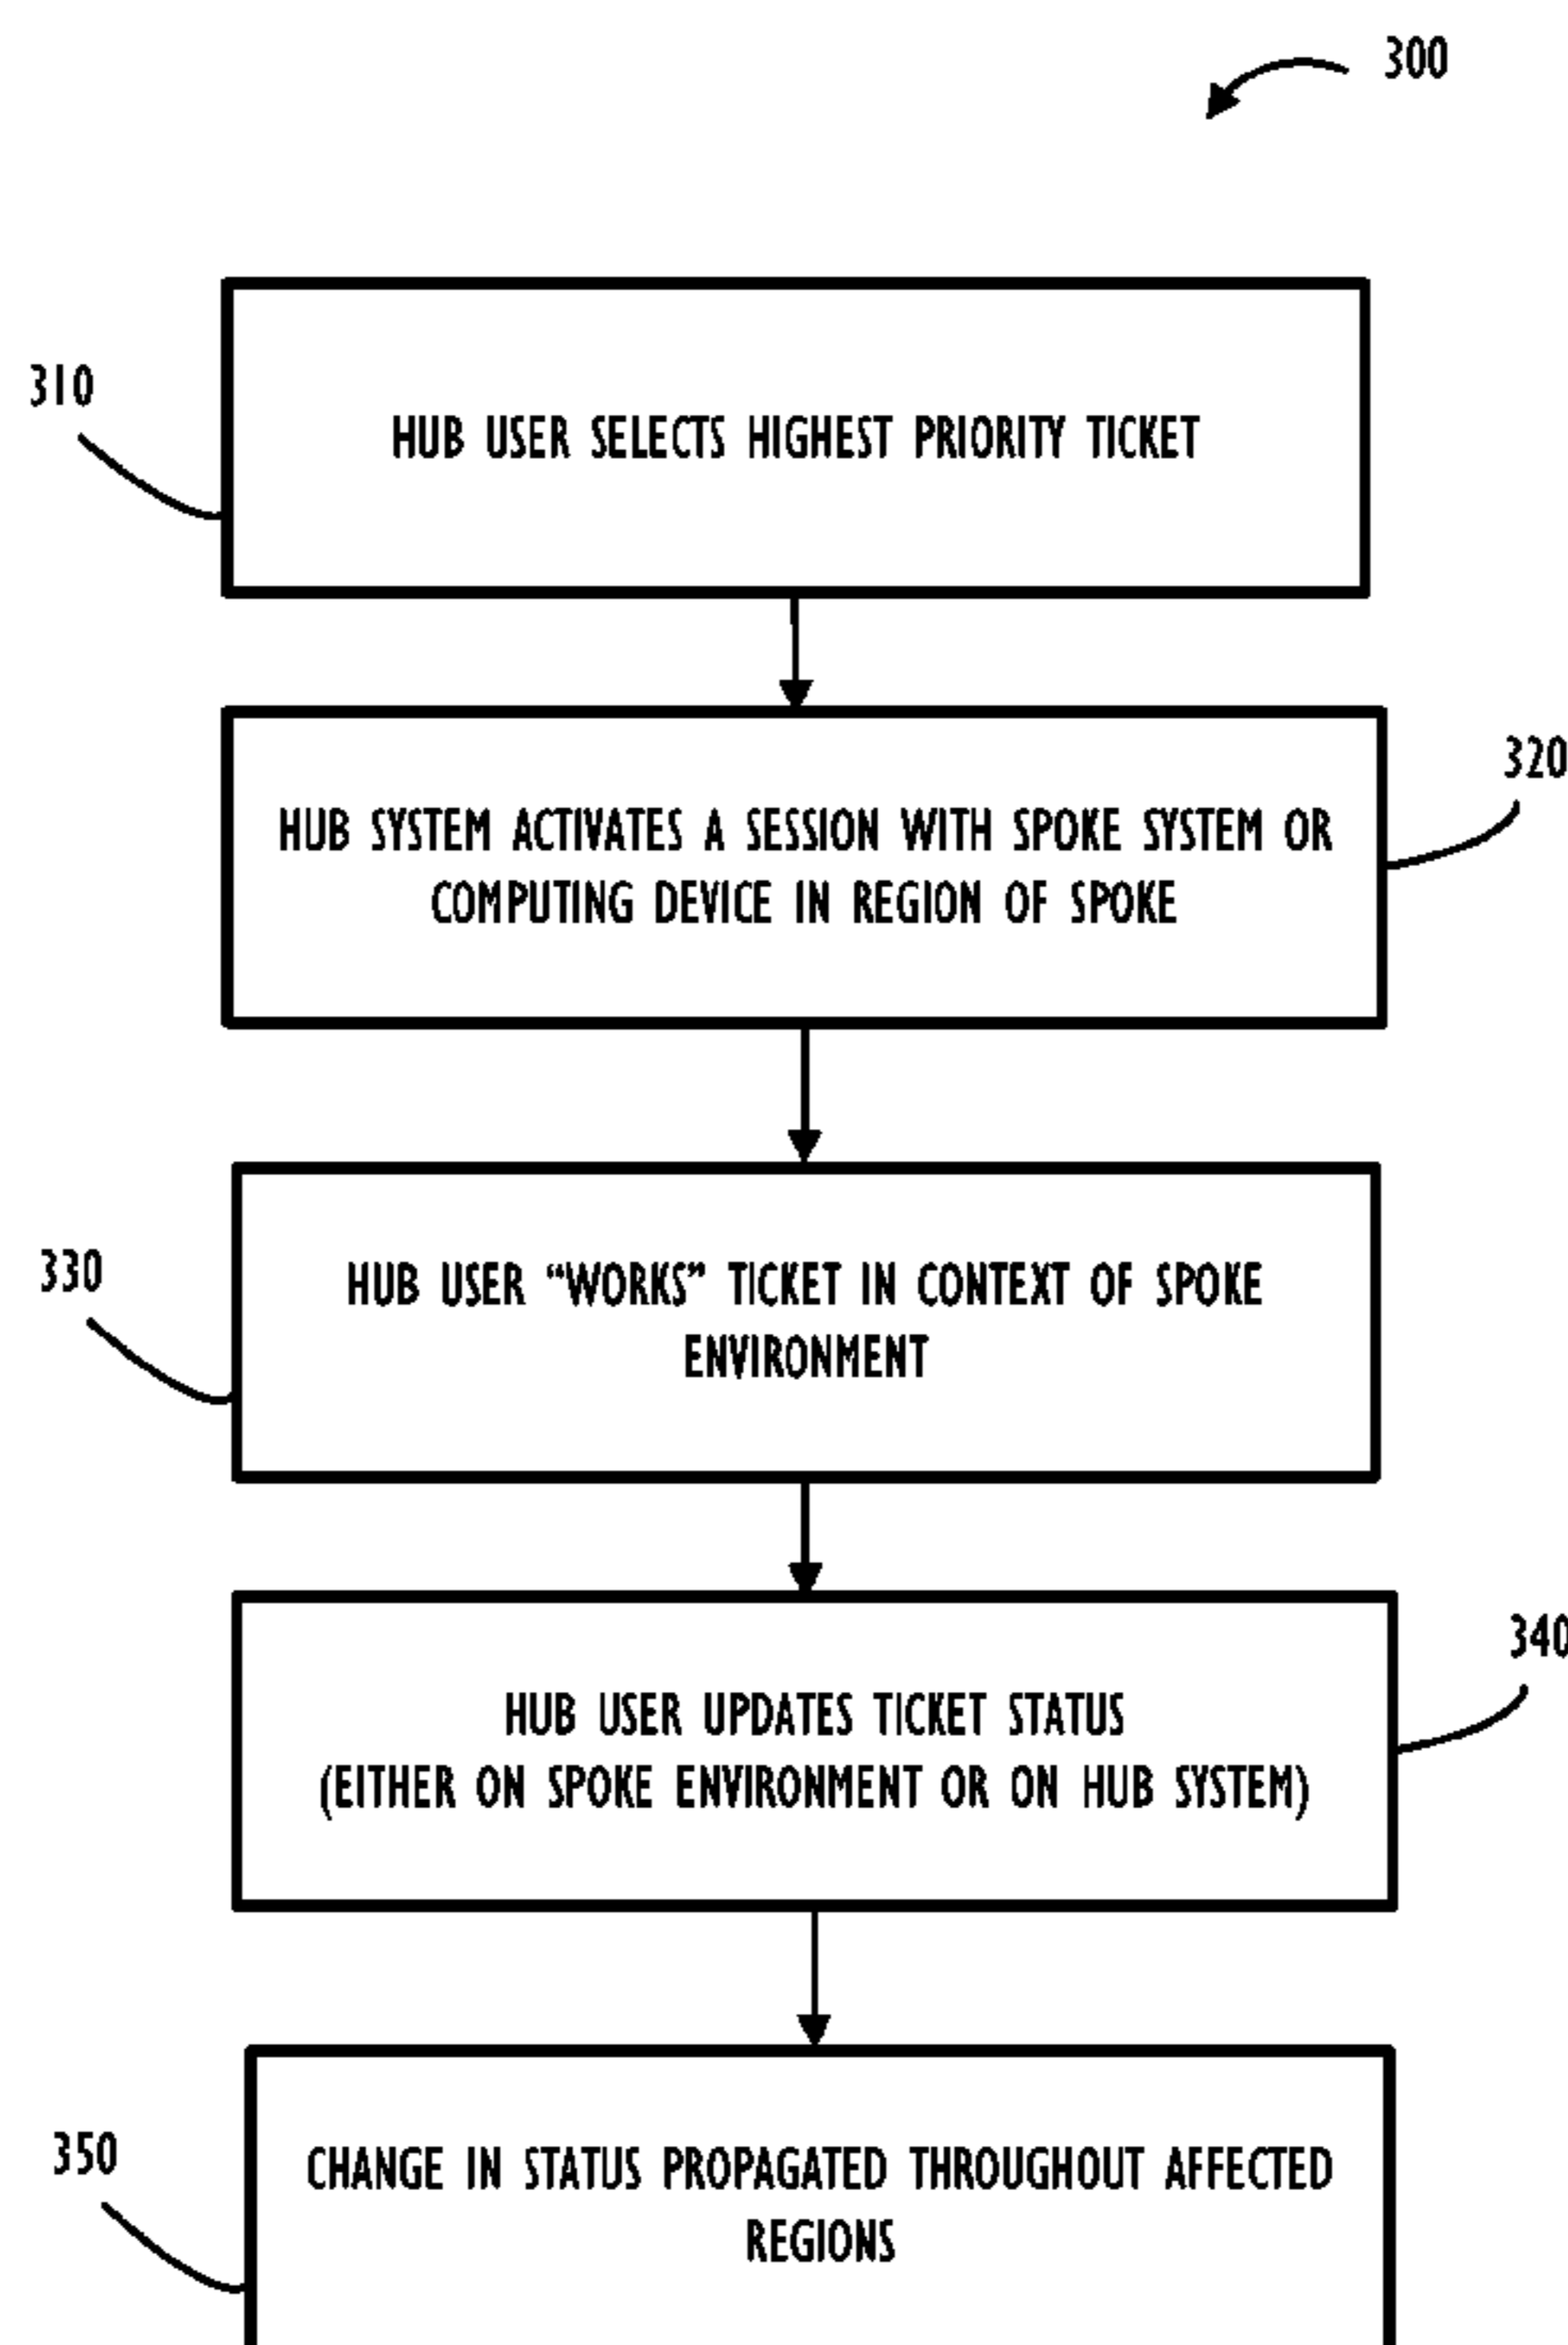 300
310
HUB USER SELECTS HIGHEST PRIORITY TICKET
320
HUB SYSTEM ACTIVATES A SESSION WITH SPOKE SYSTEM OR
COMPUTING DEVICE IN REGION OF SPOKE
330
HUB USER “WORKS” TICKET IN CONTEXT OF SPOKE
ENVIRONMENT
340
HUB USER UPDATES TICKET STATUS
(EITHER ON SPOKE ENVIRONMENT OR ON HUB SYSTEM)
350
CHANGE IN STATUS PROPAGATED THROUGHOUT AFFECTED
REGIONS